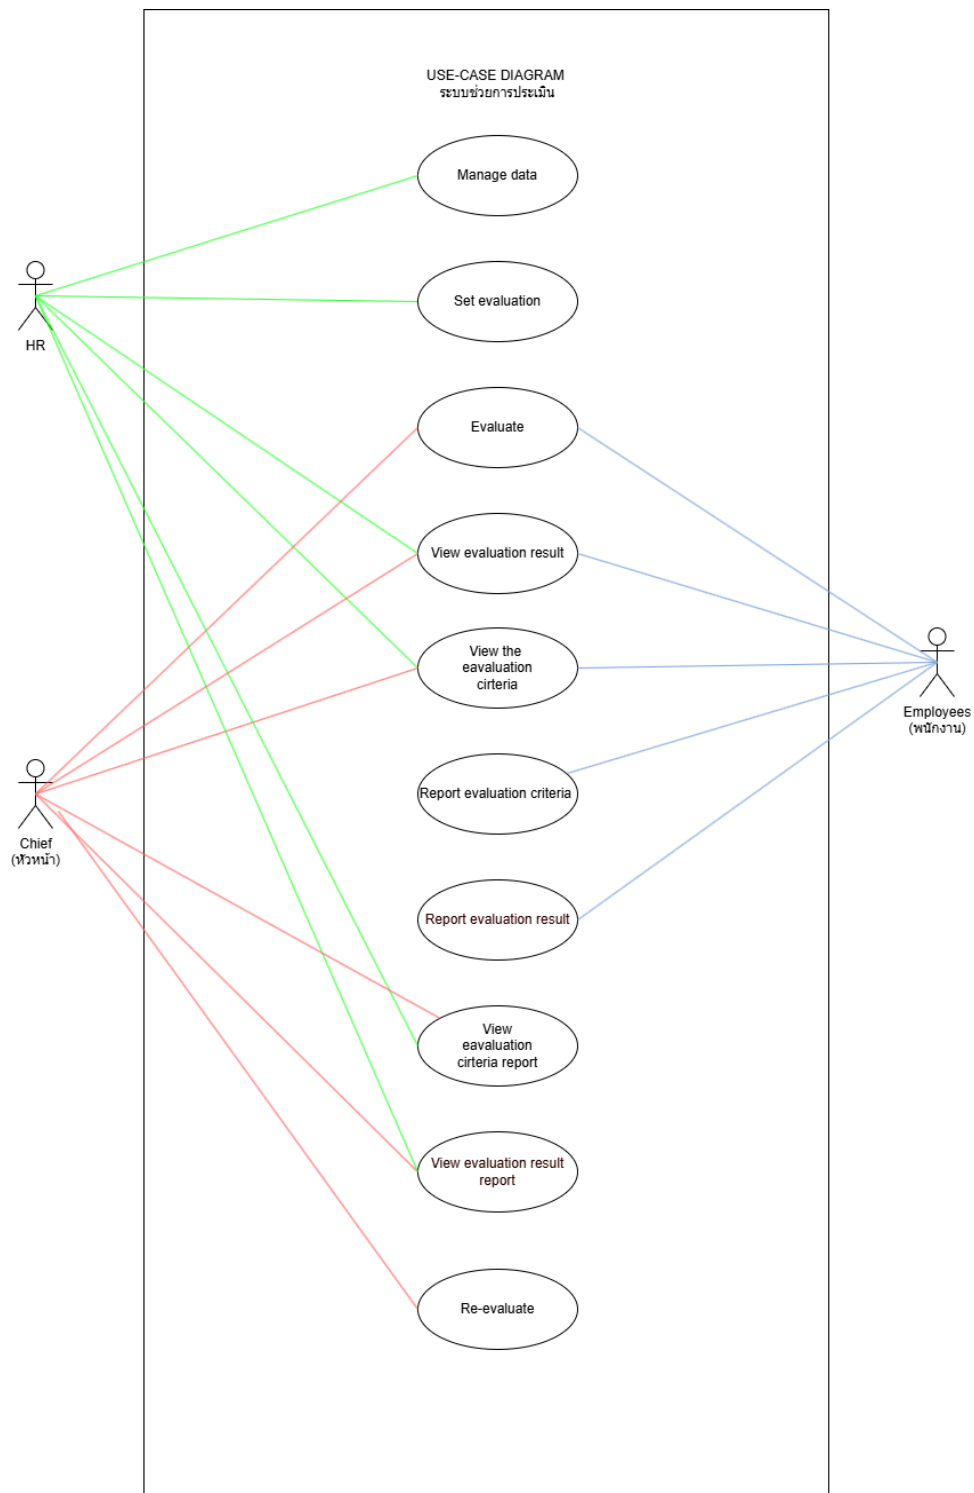 USE-CASE DIAGRAM
ระบบช่วยการประเมิน
Manage data
Set evaluation
HR
Evaluate
View evaluation result
View the
eavaluation
cirteria
Employees
(พนักงาน)
Report evaluation criteria
Chief
(หัวหน้า)
Report evaluation result
View
eavaluation
cirteria report
View evaluation result
report
Re-evaluate